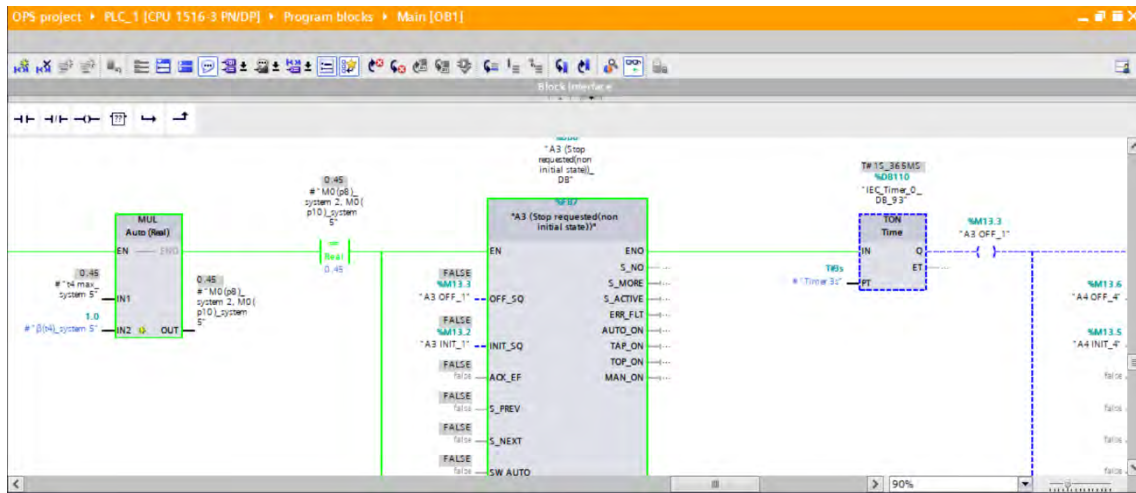 OPS project ▸ PLC_1 [CPU 1516-3 PN/DP] ▸ Program blocks ▸ Main [OB1]
Block Interface
"A3 (Stop
requested(non
initial state)_
DB"
T#1S_365MS
%DB110
"IEC_Timer_0_
DB_93"
0.45
#"M0(p8)_
system 2, M0(
p10)_system
5"
%FB7
"A3 (Stop requested(non
initial state))"
TON
Time
%M13.3
"A3 OFF_1"
MUL
Auto (Real)
EN
ENO
==
Real
0.45
EN
ENO
IN
Q
S_NO
ET
0.45
#"t4 max_
system 5"
IN1
0.45
#"M0(p8)_
system 2, M0(
p10)_system
5"
FALSE
%M13.3
"A3 OFF_1"
OFF_SQ
S_MORE
T#3s
#"Timer 3s"
PT
%M13.6
"A4 OFF_4"
S_ACTIVE
1.0
#"β(t4)_system 5"
IN2
OUT
FALSE
%M13.2
"A3 INIT_1"
INIT_SQ
ERR_FLT
AUTO_ON
TAP_ON
%M13.5
"A4 INIT_4"
TOP_ON
FALSE
false
ACK_EF
MAN_ON
false
FALSE
false
S_PREV
false
FALSE
false
S_NEXT
false
FALSE
false
SW AUTO
false
90%